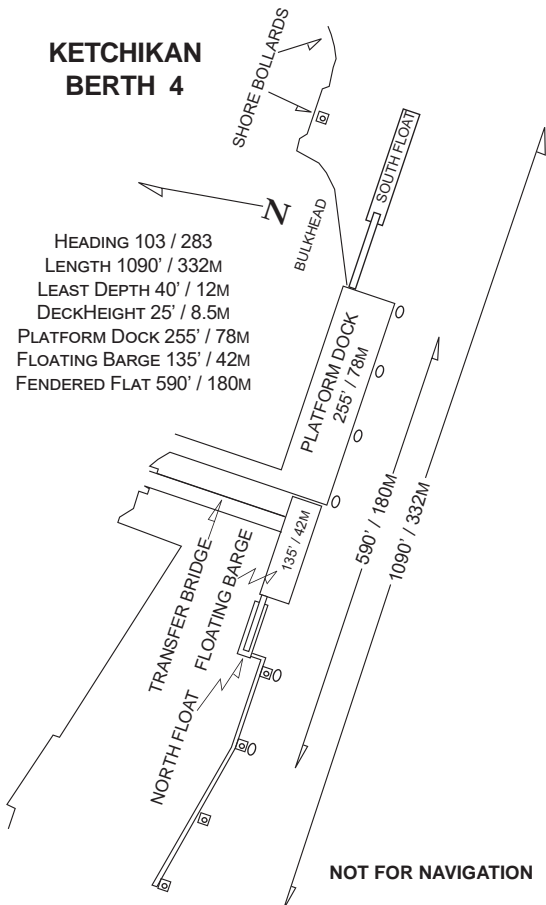 KETCHIKAN
BERTH 4
SHORE BOLLARDS
SOUTH FLOAT
N
BULKHEAD
HEADING 103 / 283
LENGTH 1090' / 332M
LEAST DEPTH 40' / 12M
DECKHEIGHT 25' / 8.5M
PLATFORM DOCK 255' / 78M
FLOATING BARGE 135' / 42M
FENDERED FLAT 590' / 180M
PLATFORM DOCK
255' / 78M
590' / 180M
1090' / 332M
135' / 42M
TRANSFER BRIDGE
FLOATING BARGE
NORTH FLOAT
NOT FOR NAVIGATION